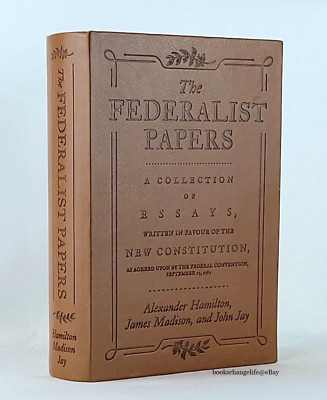 The
FEDERALIST
PAPERS
A COLLECTION
OF
ESSAYS,
WRITTEN IN FAVOUR OF THE
NEW CONSTITUTION,
AS AGREED UPON BY THE FEDERAL CONVENTION,
SEPTEMBER 17, 1787
Alexander Hamilton,
James Madison, and John Jay
The FEDERALIST PAPERS
Hamilton
Madison
Jay
bookschangelife@eBay